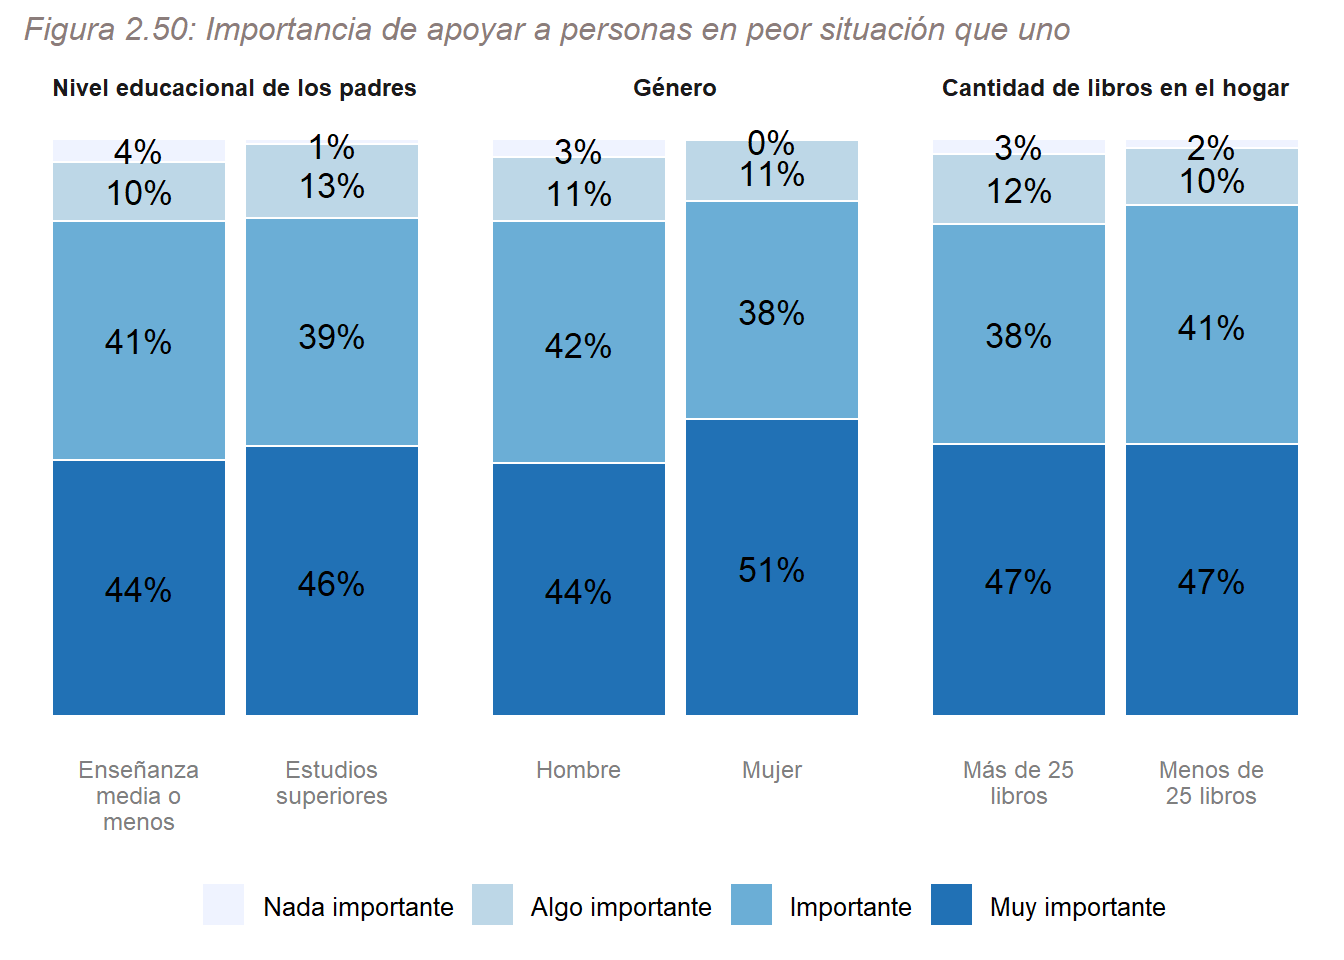 Figura 2.50: Importancia de apoyar a personas en peor situación que uno
Nivel educacional de los padres
4%
1%
10%
13%
41%
39%
44%
46%
Enseñanza
media o
menos
Estudios
superiores
Género
3%
0%
11%
11%
42%
38%
44%
51%
Hombre
Mujer
Cantidad de libros en el hogar
3%
2%
12%
10%
38%
41%
47%
47%
Más de 25
libros
Menos de
25 libros
Nada importante
Algo importante
Importante
Muy importante